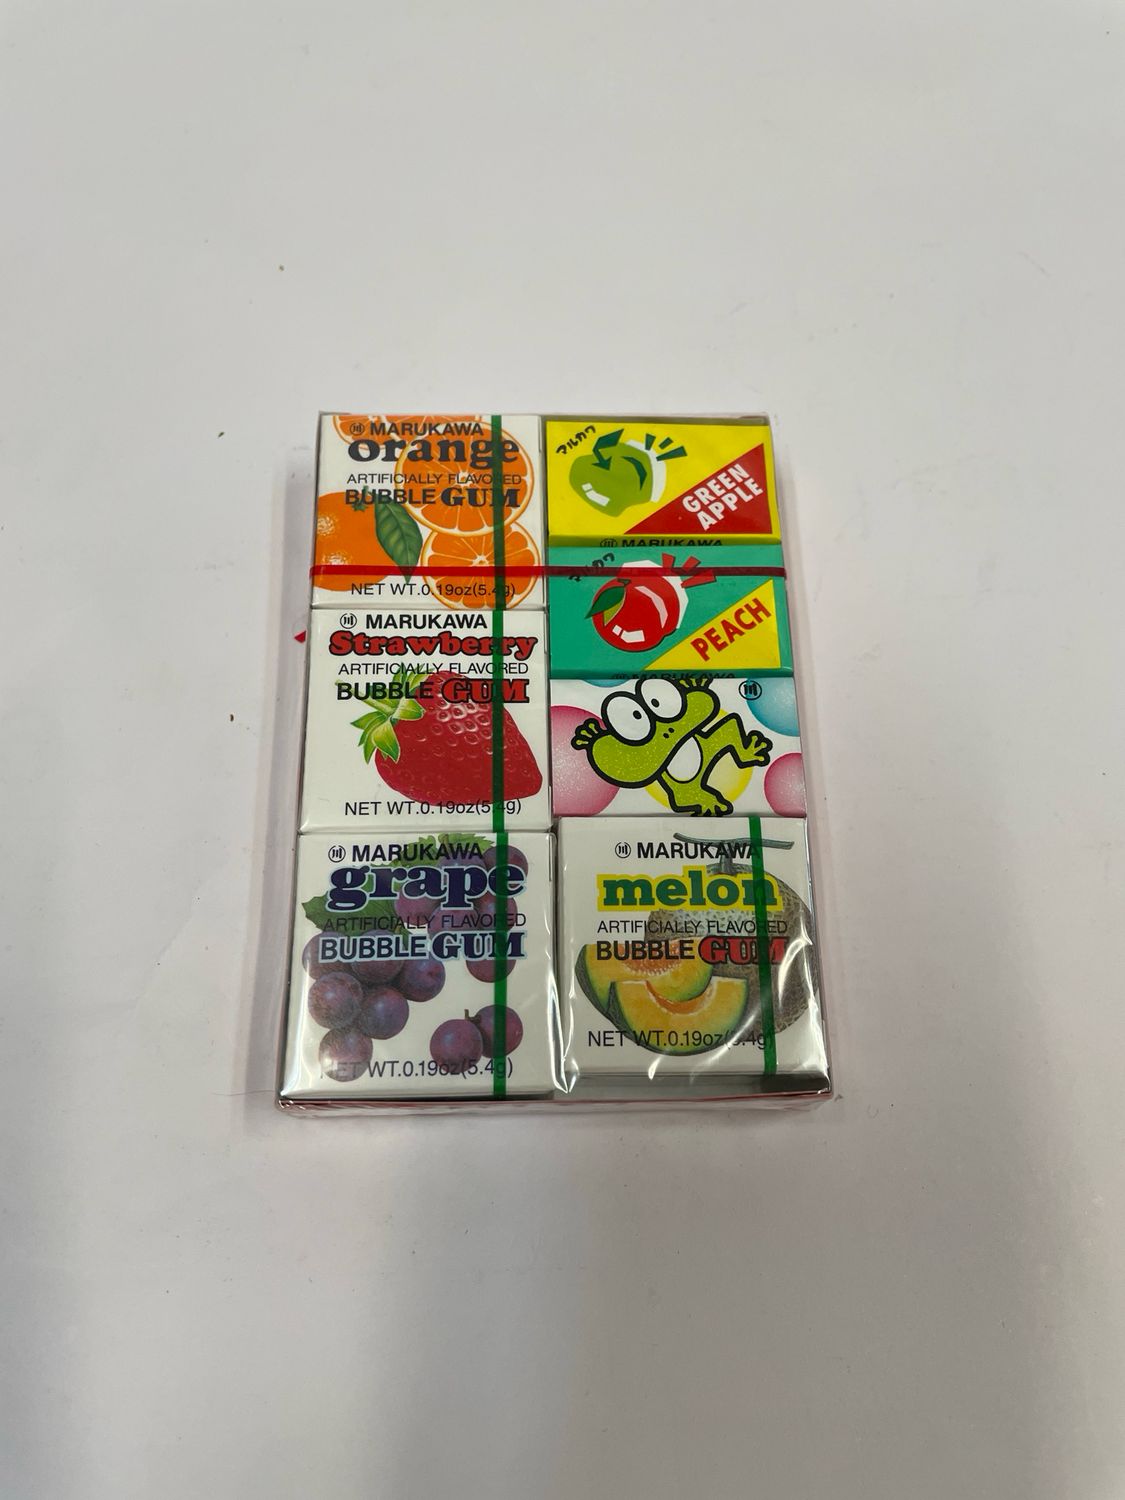 MARUKAWA
orange
ARTIFICIALLY FLAVORED
BUBBLE GUM
NET WT.0.19oz(5.4g)
MARUKAWA
Strawberry
ARTIFICIALLY FLAVORED
BUBBLE GUM
NET WT.0.19oz(5.4g)
MARUKAWA
grape
ARTIFICIALLY FLAVORED
BUBBLE GUM
NET WT.0.19oz(5.4g)
マルカワ
GREEN
APPLE
MARUKAWA
マルカワ
PEACH
MARUKAWA
MARUKAWA
melon
ARTIFICIALLY FLAVORED
BUBBLE GUM
NET WT.0.19oz(5.4g)